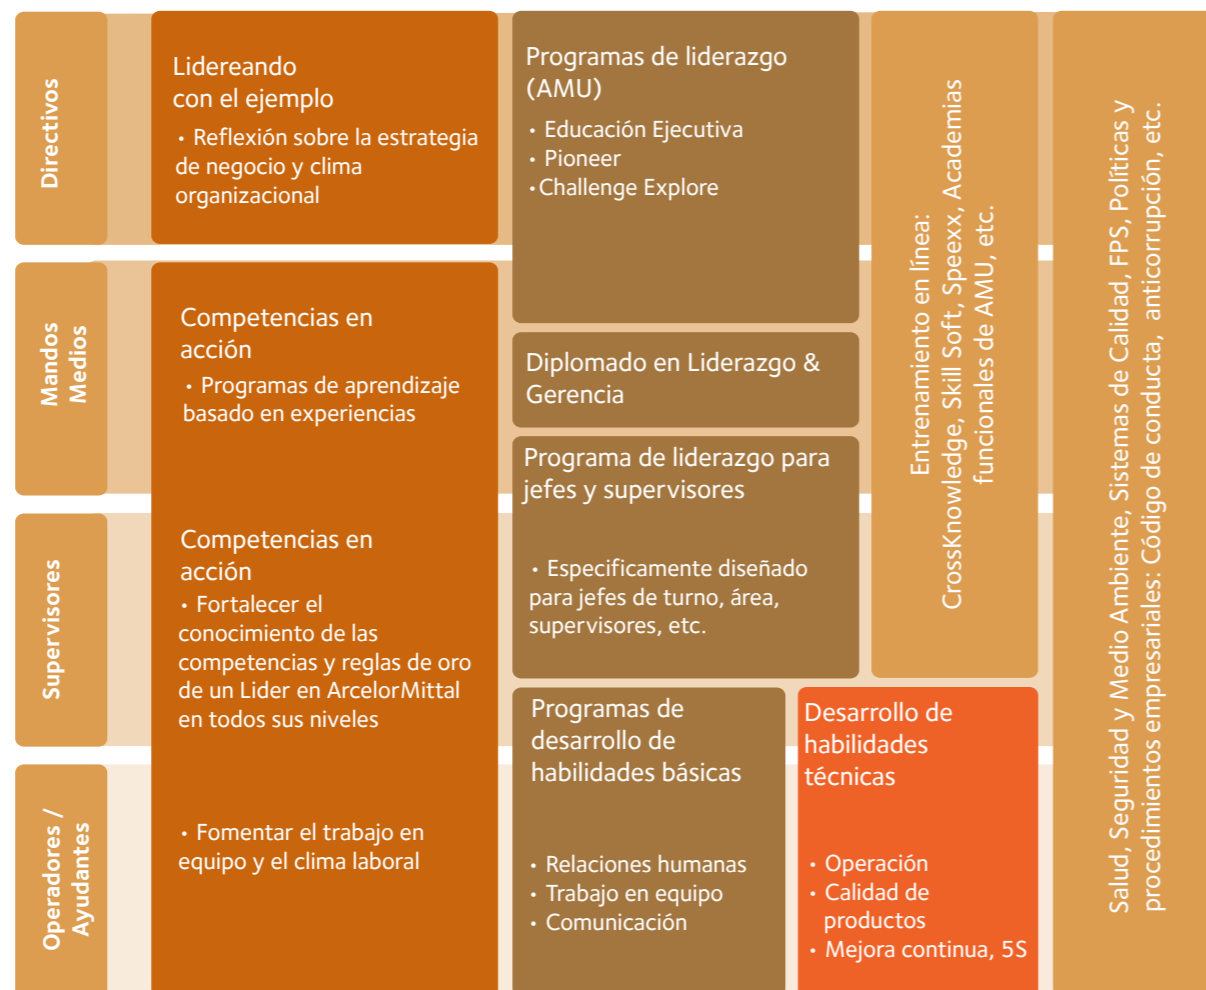 Directivos
Lidereando
con el ejemplo
• Reflexión sobre la estrategia
de negocio y clima
organizacional
Programas de liderazgo
(AMU)
• Educación Ejecutiva
• Pioneer
•Challenge Explore
Mandos
Medios
Competencias en
acción
• Programas de aprendizaje
basado en experiencias
Diplomado en Liderazgo &
Gerencia
Programa de liderazgo para
jefes y supervisores
• Especificamente diseñado
para jefes de turno, área,
supervisores, etc.
Supervisores
Competencias en
acción
• Fortalecer el
conocimiento de las
competencias y reglas de oro
de un Lider en ArcelorMittal
en todos sus niveles
Operadores /
Ayudantes
• Fomentar el trabajo en
equipo y el clima laboral
Programas de
desarrollo de
habilidades básicas
• Relaciones humanas
• Trabajo en equipo
• Comunicación
Desarrollo de
habilidades
técnicas
• Operación
• Calidad de
productos
• Mejora continua, 5S
Entrenamiento en línea:
CrossKnowledge, Skill Soft, Speexx, Academias
funcionales de AMU, etc.
Salud, Seguridad y Medio Ambiente, Sistemas de Calidad, FPS, Políticas y
procedimientos empresariales: Código de conducta, anticorrupción, etc.